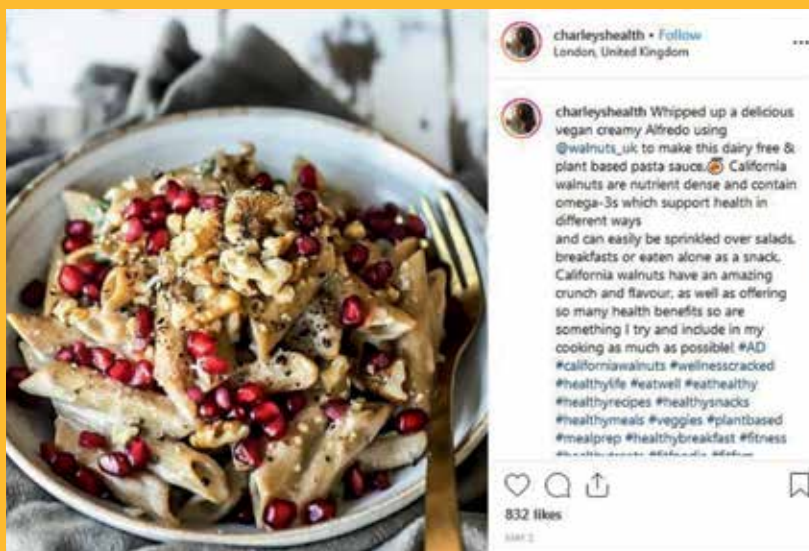 charleyshealth • Follow
London, United Kingdom
charleyshealth Whipped up a delicious
vegan creamy Alfredo using
@walnuts_uk to make this dairy free &
plant based pasta sauce. California
walnuts are nutrient dense and contain
omega-3s which support health in
different ways
and can easily be sprinkled over salads,
breakfasts or eaten alone as a snack.
California walnuts have an amazing
crunch and flavour, as well as offering
so many health benefits so are
something I try and include in my
cooking as much as possible! #AD
#californiawalnuts #wellnesscracked
#healthylife #eatwell #eathealthy
#healthyrecipes #healthysnacks
#healthymeals #veggies #plantbased
#mealprep #healthybreakfast #fitness
832 likes
MAY 2